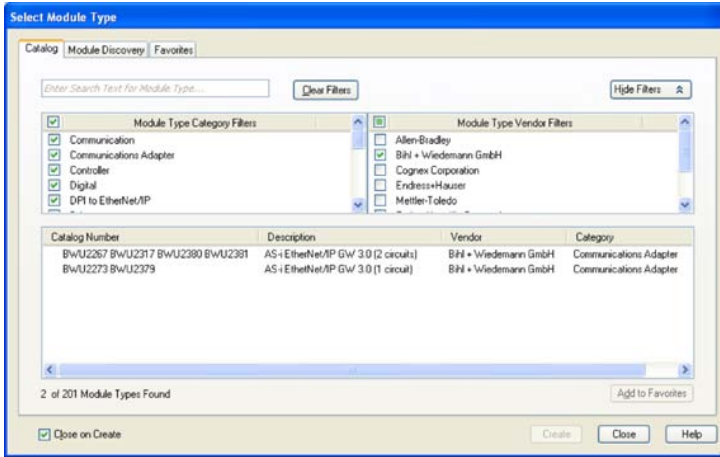 Select Module Type
Catalog Module Discovery Favorites
Enter Search Text for Module Type... Clear Filters Hide Filters
Module Type Category Filters Module Type Vendor Filters
Communication Allen-Bradley
Communications Adapter Bihl + Wiedemann GmbH
Controller Cognex Corporation
Digital Endress+Hauser
DPI to EtherNet/IP Mettler-Toledo
Catalog Number Description Vendor Category
BWU2267 BWU2317 BWU2380 BWU2381 AS-i EtherNet/IP GW 3.0 (2 circuits) Bihl + Wiedemann GmbH Communications Adapter
BWU2273 BWU2379 AS-i EthetNet/IP GW 3.0 (1 circuit) Bihl + Wiedemann GmbH Communications Adapter
2 of 201 Module Types Found Add to Favorites
Close on Create Create Close Help